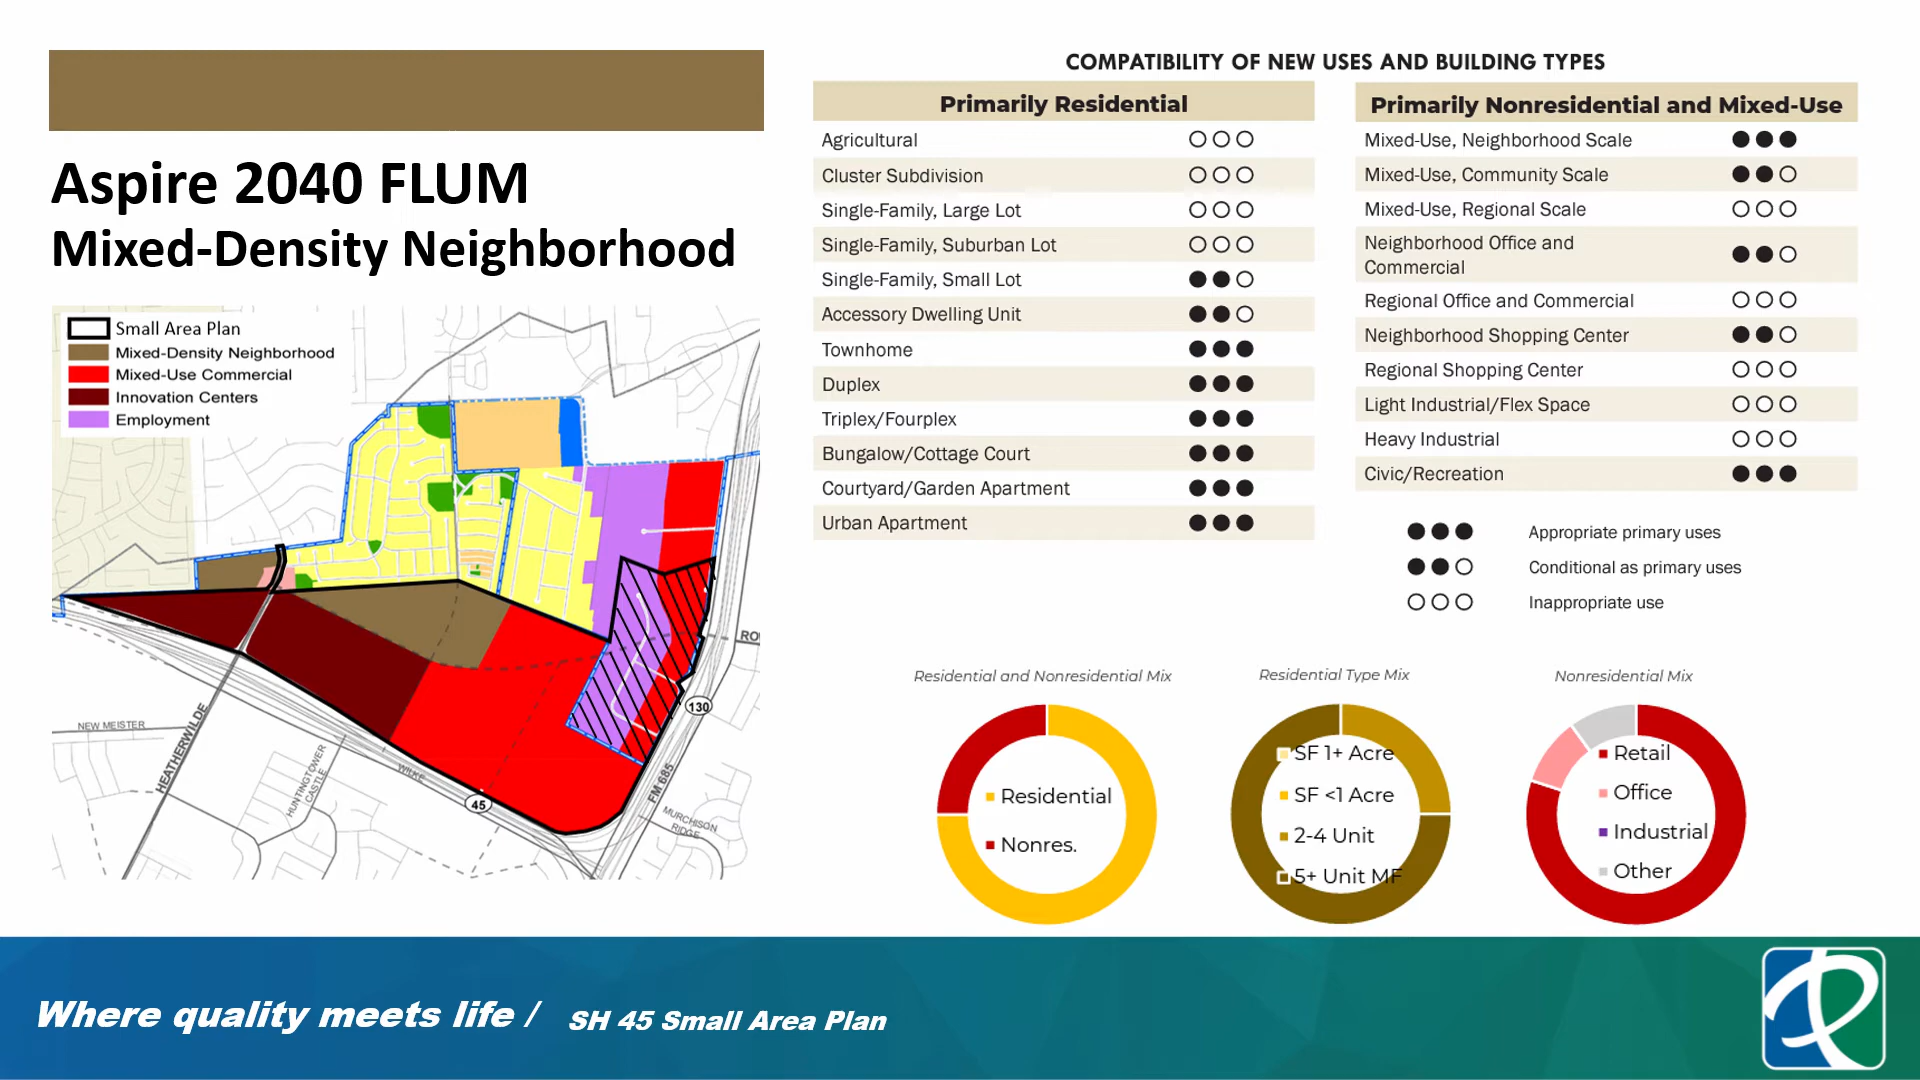 Aspire 2040 FLUM
Mixed-Density Neighborhood
Small Area Plan
Mixed-Density Neighborhood
Mixed-Use Commercial
Innovation Centers
Employment
NEW MEISTER
HEATHERWILDE
HUNTINGTOWER
CASTLE
WILKE
45
FM 685
130
RO
MURCHISON
RIDGE
COMPATIBILITY OF NEW USES AND BUILDING TYPES
Primarily Residential
Agricultural
Cluster Subdivision
Single-Family, Large Lot
Single-Family, Suburban Lot
Single-Family, Small Lot
Accessory Dwelling Unit
Townhome
Duplex
Triplex/Fourplex
Bungalow/Cottage Court
Courtyard/Garden Apartment
Urban Apartment
Primarily Nonresidential and Mixed-Use
Mixed-Use, Neighborhood Scale
Mixed-Use, Community Scale
Mixed-Use, Regional Scale
Neighborhood Office and
Commercial
Regional Office and Commercial
Neighborhood Shopping Center
Regional Shopping Center
Light Industrial/Flex Space
Heavy Industrial
Civic/Recreation
Appropriate primary uses
Conditional as primary uses
Inappropriate use
Residential and Nonresidential Mix
Residential
Nonres.
Residential Type Mix
SF 1+ Acre
SF <1 Acre
2-4 Unit
5+ Unit MF
Nonresidential Mix
Retail
Office
Industrial
Other
Where quality meets life / SH 45 Small Area Plan